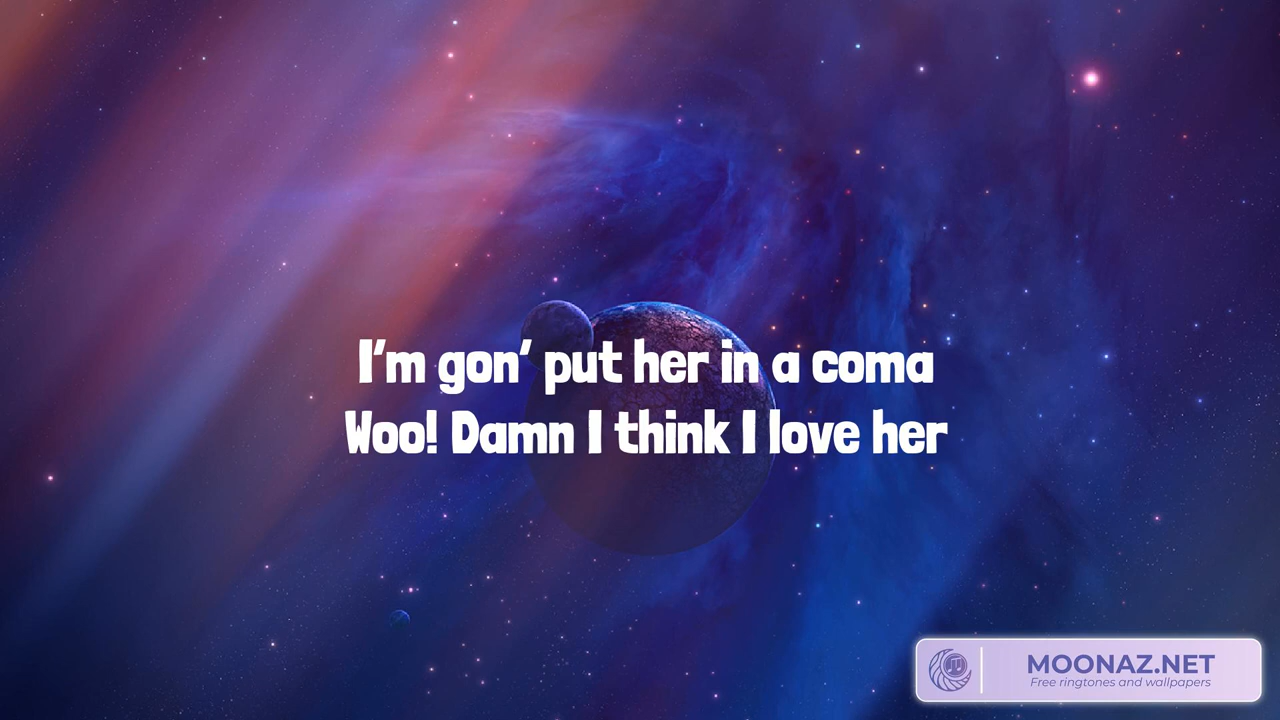 I'm gon' put her in a coma
Woo! Damn I think I love her
MOONAZ.NET
Free ringtones and wallpapers